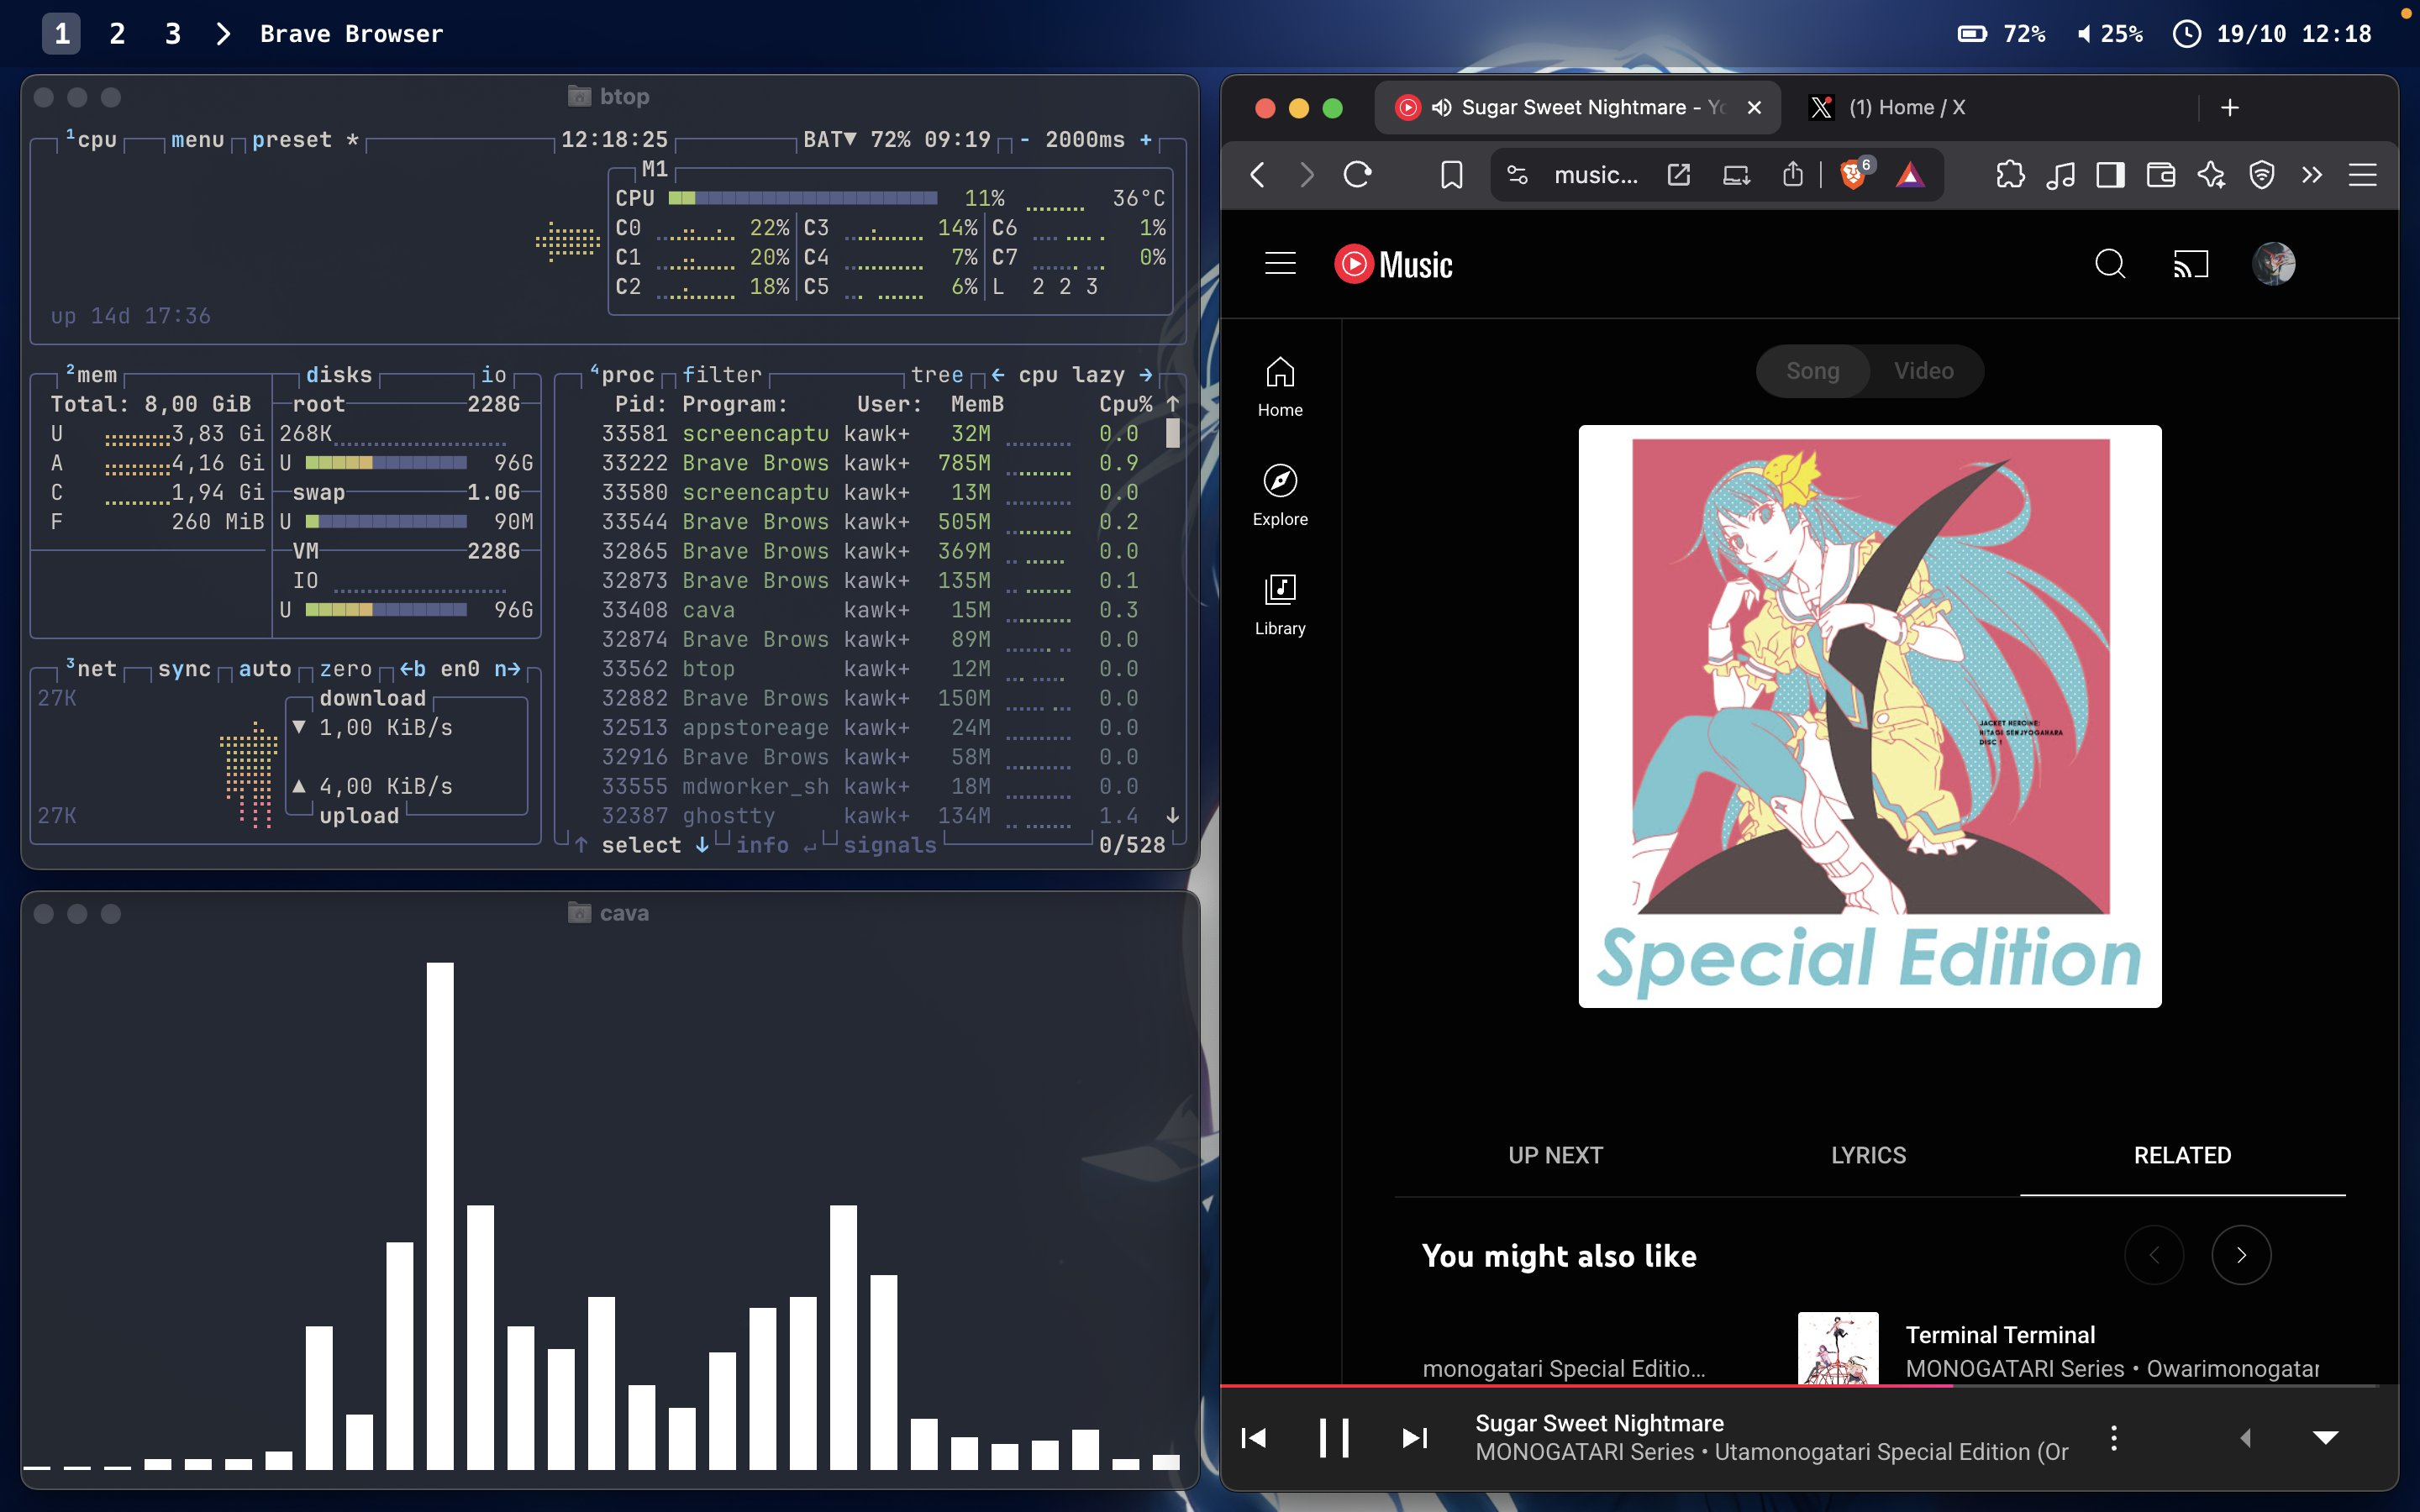 1 2 3 Brave Browser
72% 25% 19/10 12:18
btop
1cpu menu preset * 12:18:25 BAT▼ 72% 09:19 - 2000ms +
M1
CPU 11% 36°C
C0 22% C3 14% C6 1%
C1 20% C4 7% C7 0%
C2 18% C5 6% L 2 2 3
up 14d 17:36
2mem disks io
Total: 8,00 GiB root 228G
U 3,83 Gi 268K
A 4,16 Gi U 96G
C 1,94 Gi swap 1.0G
F 260 MiB U 90M
VM 228G
IO
U 96G
3net sync auto zero ←b en0 n→
27K download
▼ 1,00 KiB/s
▲ 4,00 KiB/s
27K upload
4proc filter tree ← cpu lazy →
Pid: Program: User: MemB Cpu% ↑
33581 screencaptu kawk+ 32M 0.0
33222 Brave Brows kawk+ 785M 0.9
33580 screencaptu kawk+ 13M 0.0
33544 Brave Brows kawk+ 505M 0.2
32865 Brave Brows kawk+ 369M 0.0
32873 Brave Brows kawk+ 135M 0.1
33408 cava kawk+ 15M 0.3
32874 Brave Brows kawk+ 89M 0.0
33562 btop kawk+ 12M 0.0
32882 Brave Brows kawk+ 150M 0.0
32513 appstoreage kawk+ 24M 0.0
32916 Brave Brows kawk+ 58M 0.0
33555 mdworker_sh kawk+ 18M 0.0
32387 ghostty kawk+ 134M 1.4 ↓
↑ select ↓ info ↵ signals 0/528
cava
Sugar Sweet Nightmare - Yo
(1) Home / X
music...
6
Music
Home
Explore
Library
Song Video
JACKET HEROINE:
HITAGI SENJYOGAHARA
DISC 1
Special Edition
UP NEXT LYRICS RELATED
You might also like
monogatari Special Editio...
Terminal Terminal
MONOGATARI Series • Owarimonogatar
Sugar Sweet Nightmare
MONOGATARI Series • Utamonogatari Special Edition (Or